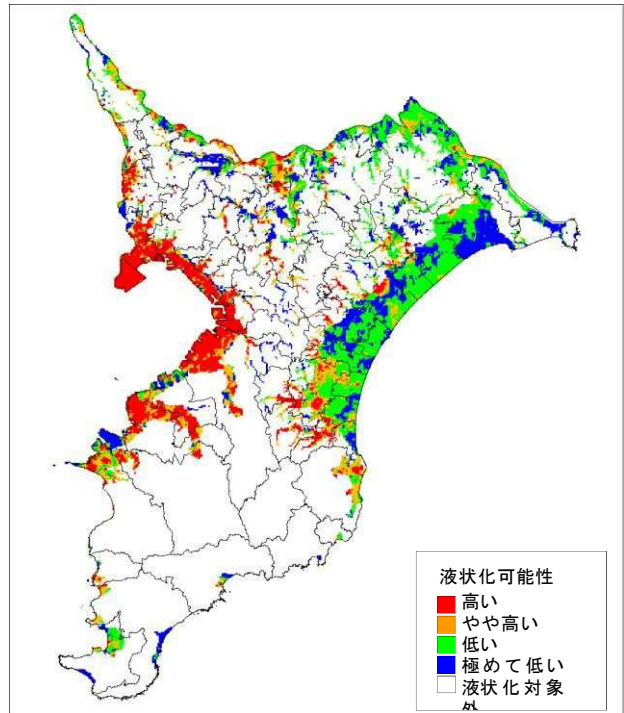 液状化可能性
高い
やや高い
低い
極めて低い
液状化対象
外